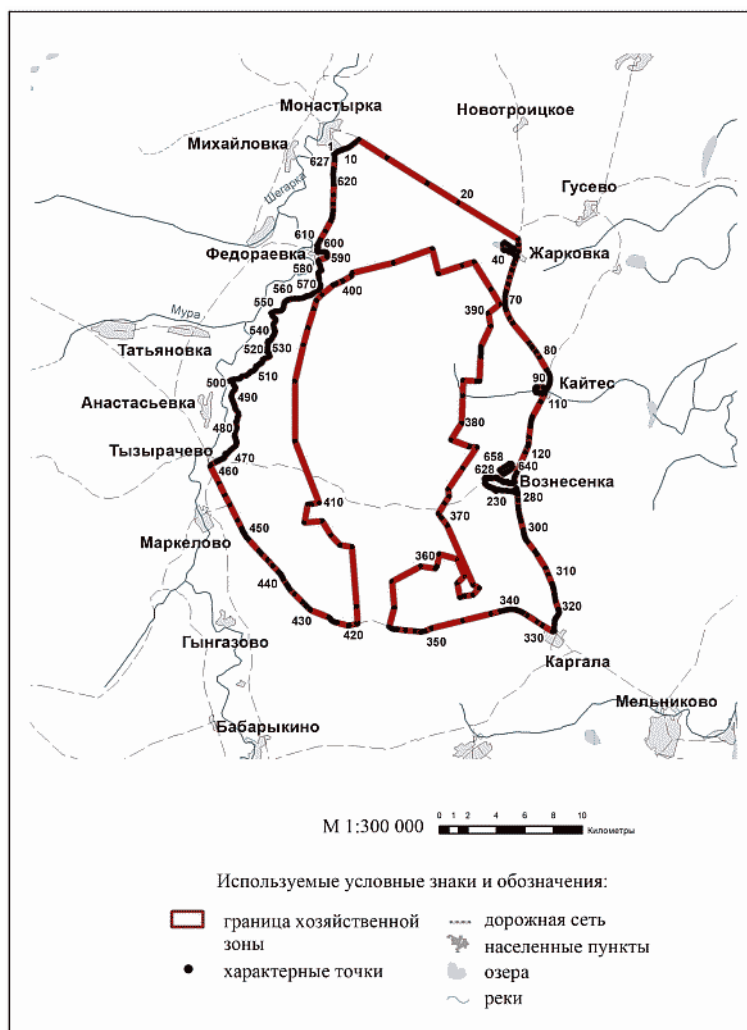 Монастырка
Новотроицкое
Михайловка
1
10
627
620
20
Гусево
Шегарка
610
600
Федораевка
590
580
40
Жарковка
570
560
400
550
390
70
Мура
540
Татьяновка
530
520
80
510
500
90
Кайтес
490
110
Анастасьевка
480
380
Тызырачево
470
120
460
658
640
628
Вознесенка
230
280
410
Маркелово
450
370
300
360
440
310
430
340
320
Гынгазово
420
350
330
Каргала
Мельниково
Бабарыкино
М 1:300 000
0 1 2 4 6 8 10
Километры
Используемые условные знаки и обозначения:
граница хозяйственной
зоны
характерные точки
дорожная сеть
населенные пункты
озера
реки